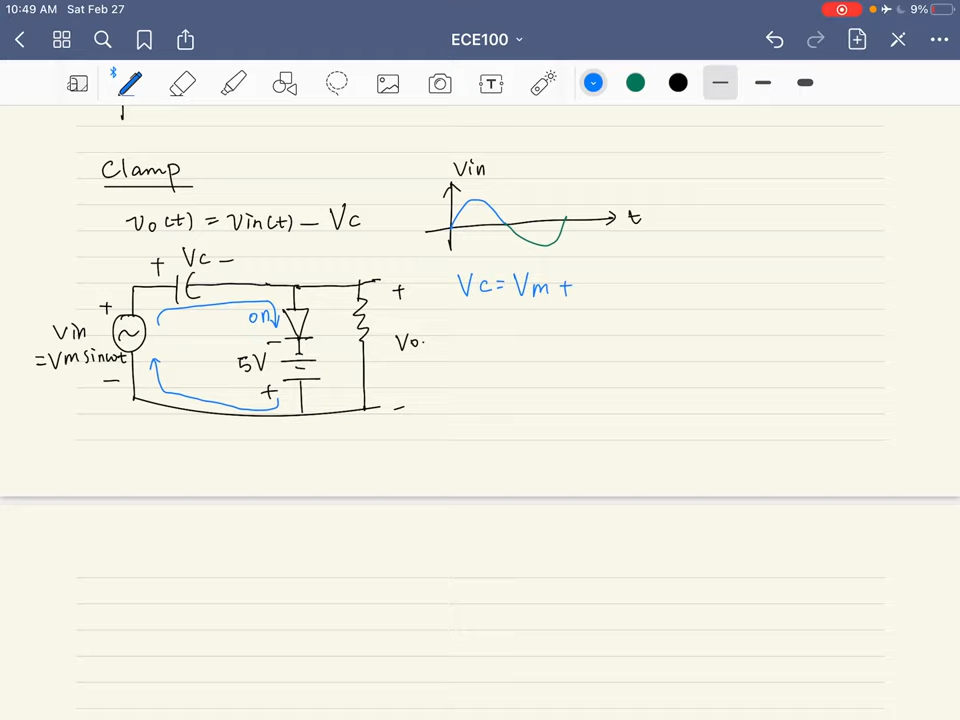 10:49 AM Sat Feb 27
9%
ECE100
T
Clamp
Vo(t) = Vin(t) - Vc
Vin
t
+ Vc -
Vc = Vm +
+
on
+
Vin
= Vm sinωt
-
-
5V
+
Vo
-